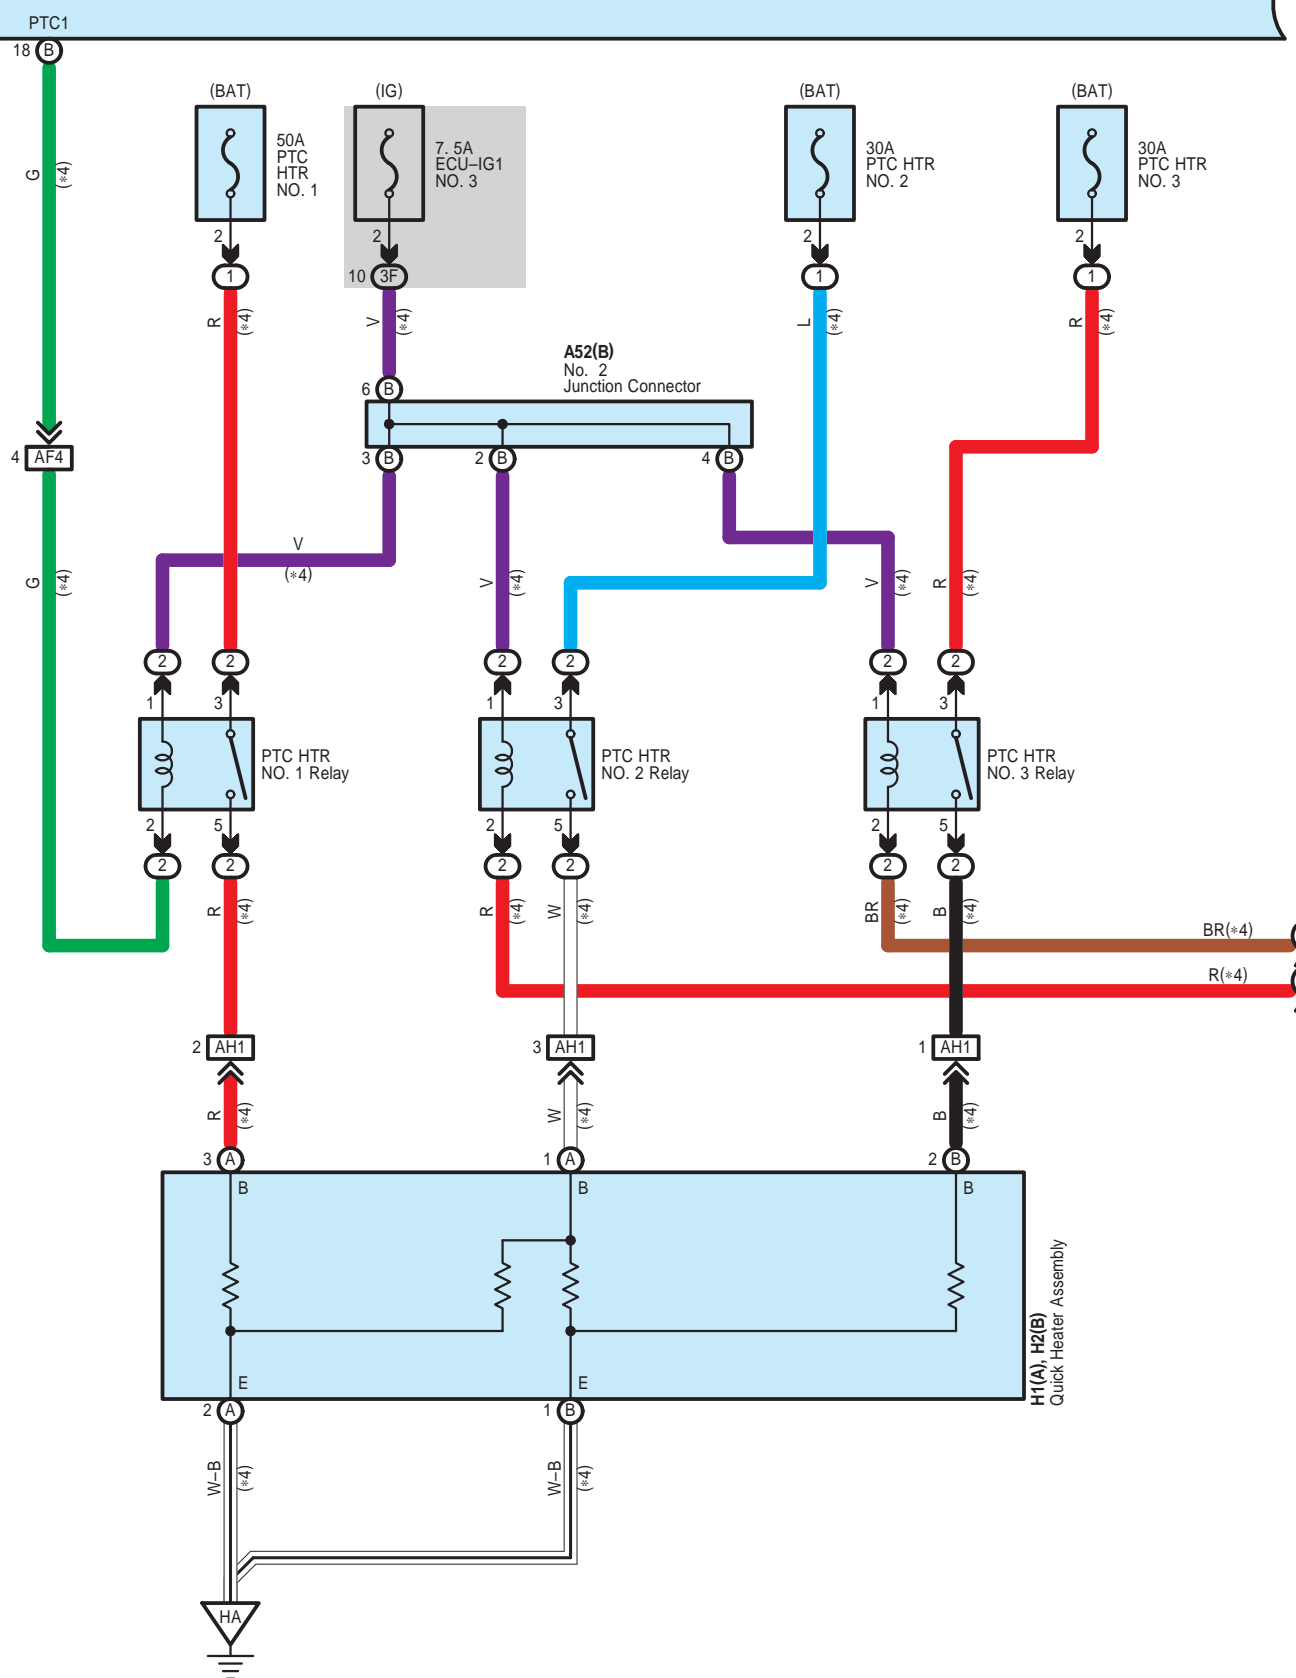 PTC1
18 B
(BAT)
(IG)
(BAT)
(BAT)
50A
PTC
HTR
NO. 1
7. 5A
ECU–IG1
NO. 3
30A
PTC HTR
NO. 2
30A
PTC HTR
NO. 3
G (∗4)
2
2
2
2
1
10 3F
1
1
R (∗4)
V (∗4)
L (∗4)
R (∗4)
A52(B)
No. 2
Junction Connector
6 B
4 AF4
3 B
2 B
4 B
V
(∗4)
G (∗4)
V (∗4)
V (∗4)
R (∗4)
2
2
2
2
2
2
1
3
1
3
1
3
PTC HTR
NO. 1 Relay
PTC HTR
NO. 2 Relay
PTC HTR
NO. 3 Relay
2
5
2
5
2
5
2
2
2
2
2
2
R (∗4)
R (∗4)
W (∗4)
BR (∗4)
B (∗4)
BR(∗4)
R(∗4)
2 AH1
3 AH1
1 AH1
R (∗4)
W (∗4)
B (∗4)
3 A
1 A
2 B
B
B
B
H1(A), H2(B)
Quick Heater Assembly
E
E
2 A
1 B
W–B (∗4)
W–B (∗4)
HA